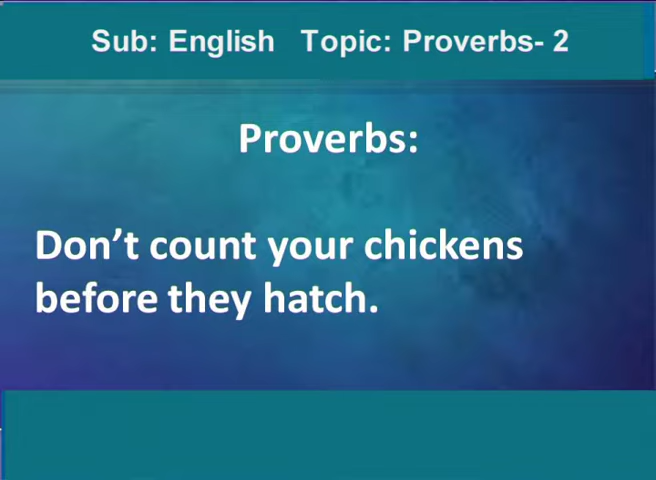 Sub: English   Topic: Proverbs- 2
Proverbs:
Don’t count your chickens
before they hatch.